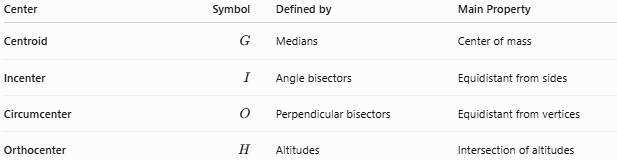 Center Symbol Defined by Main Property
Centroid G Medians Center of mass
Incenter I Angle bisectors Equidistant from sides
Circumcenter O Perpendicular bisectors Equidistant from vertices
Orthocenter H Altitudes Intersection of altitudes